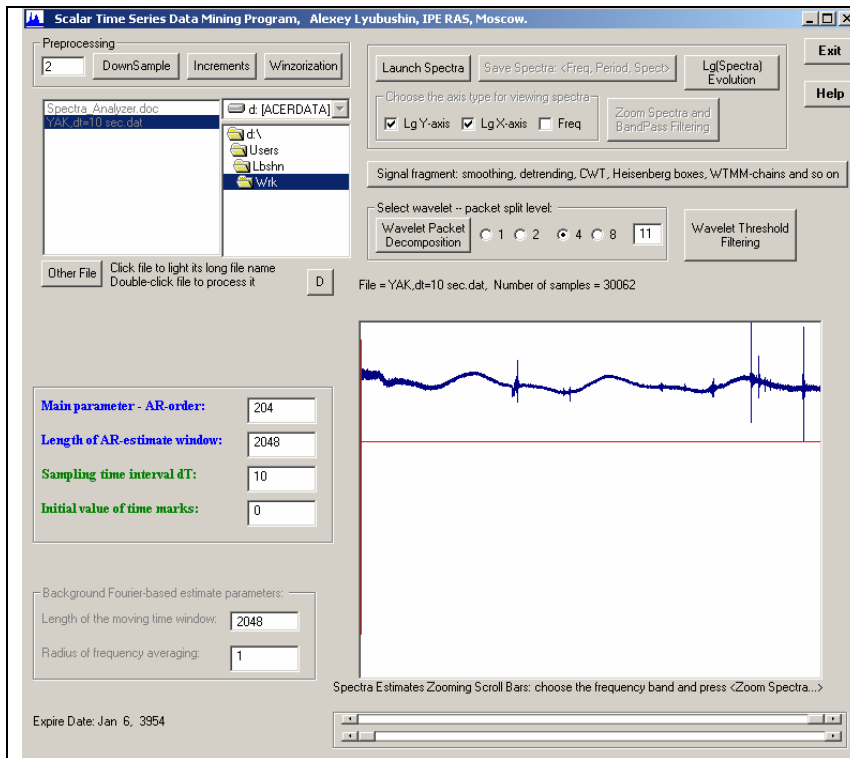 Scalar Time Series Data Mining Program, Alexey Lyubushin, IPE RAS, Moscow.
Preprocessing
2
DownSample
Increments
Winzorization
Launch Spectra
Save Spectra: <Freq, Period, Spect>
Lg(Spectra) Evolution
Exit
Help
Choose the axis type for viewing spectra
Lg Y-axis
Lg X-axis
Freq
Zoom Spectra and BandPass Filtering
Spectra_Analyzer.doc
YAK,dt=10 sec.dat
d: [ACERDATA]
d:\
Users
Lbshn
Wrk
Signal fragment: smoothing, detrending, CWT, Heisenberg boxes, WTMM-chains and so on
Select wavelet -- packet split level:
Wavelet Packet Decomposition
1
2
4
8
11
Wavelet Threshold Filtering
Other File
Click file to light its long file name
Double-click file to process it
D
File = YAK,dt=10 sec.dat, Number of samples = 30062
Main parameter - AR-order:
204
Length of AR-estimate window:
2048
Sampling time interval dT:
10
Initial value of time marks:
0
Background Fourier-based estimate parameters:
Length of the moving time window:
2048
Radius of frequency averaging:
1
Spectra Estimates Zooming Scroll Bars: choose the frequency band and press <Zoom Spectra...>
Expire Date: Jan 6, 3954